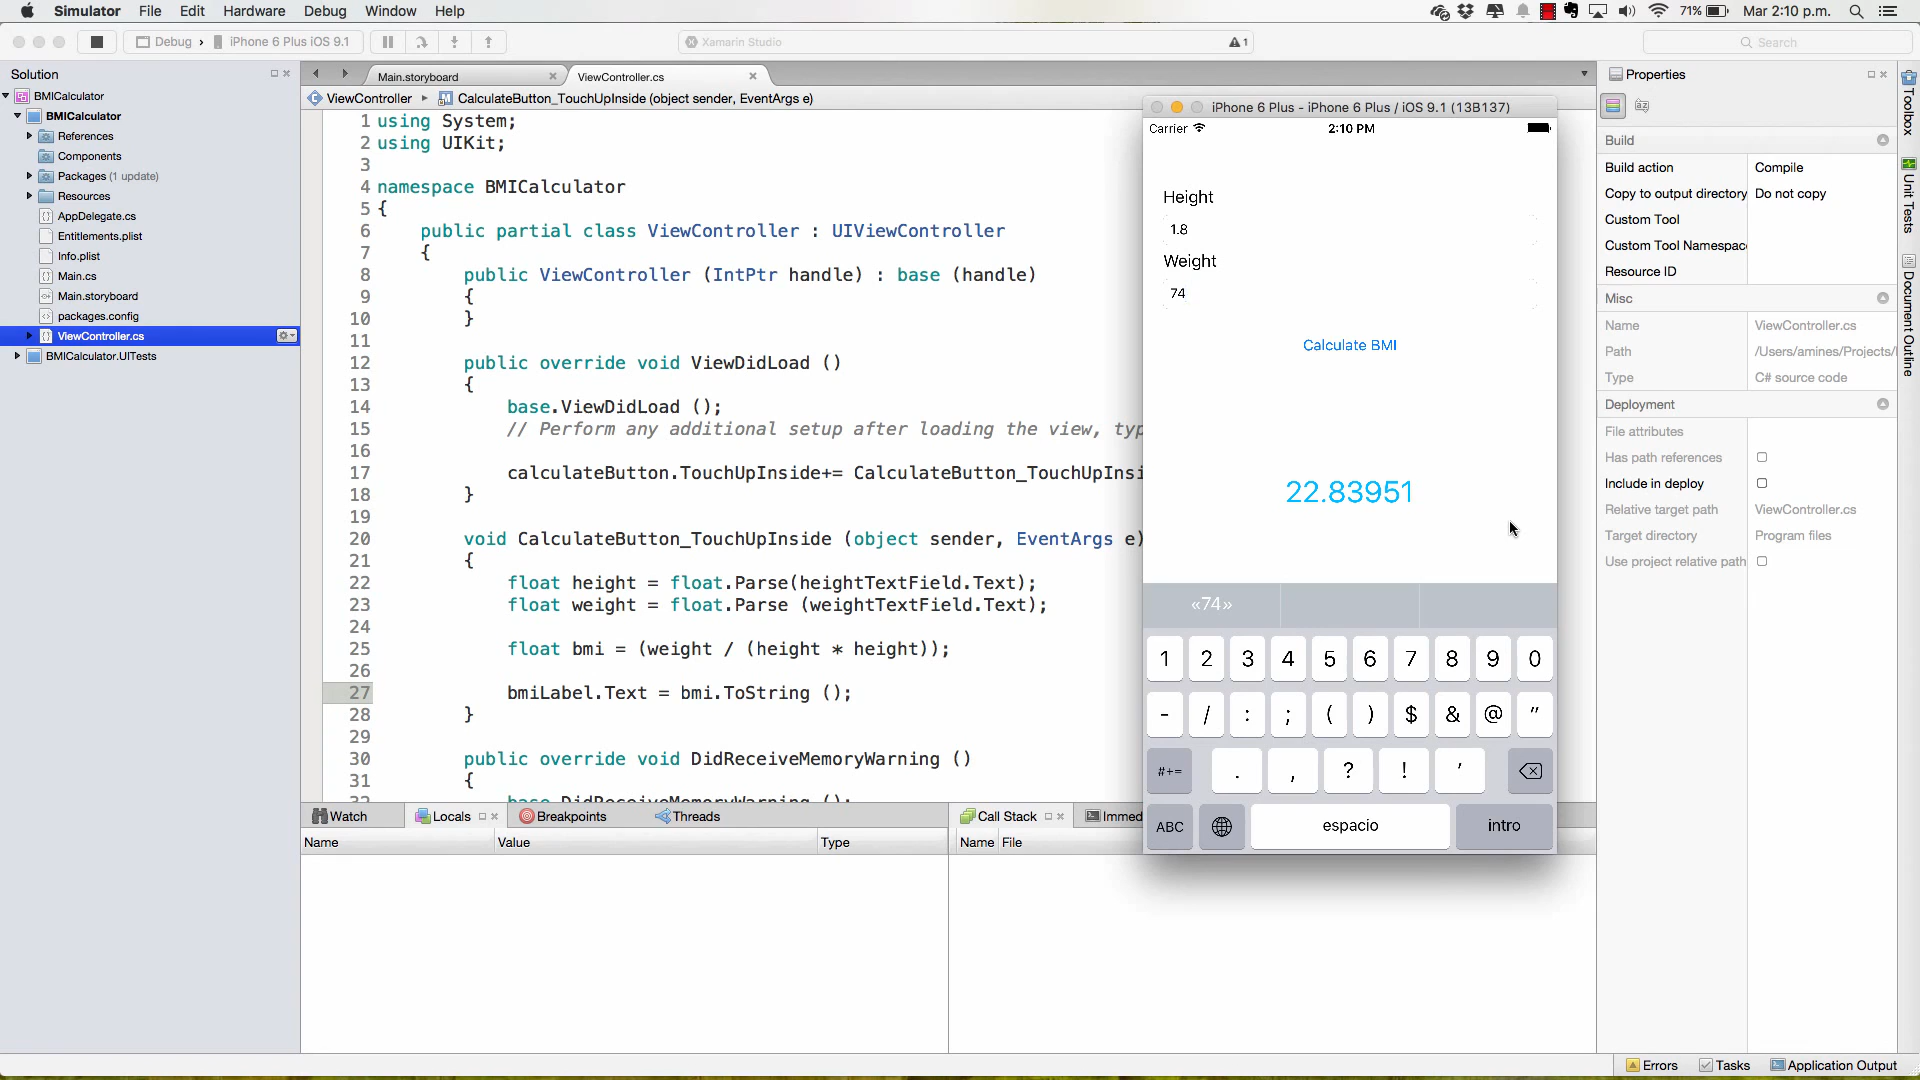 Simulator File Edit Hardware Debug Window Help
71% Mar 2:10 p.m.
Debug › iPhone 6 Plus iOS 9.1
Xamarin Studio
1
Search
Solution
BMICalculator
BMICalculator
References
Components
Packages (1 update)
Resources
AppDelegate.cs
Entitlements.plist
Info.plist
Main.cs
Main.storyboard
packages.config
ViewController.cs
BMICalculator.UITests
Main.storyboard
ViewController.cs
ViewController
CalculateButton_TouchUpInside (object sender, EventArgs e)
1 using System;
2 using UIKit;
3
4 namespace BMICalculator
5 {
6 public partial class ViewController : UIViewController
7 {
8 public ViewController (IntPtr handle) : base (handle)
9 {
10 }
11
12 public override void ViewDidLoad ()
13 {
14 base.ViewDidLoad ();
15 // Perform any additional setup after loading the view, typ
16
17 calculateButton.TouchUpInside+= CalculateButton_TouchUpInsi
18 }
19
20 void CalculateButton_TouchUpInside (object sender, EventArgs e)
21 {
22 float height = float.Parse(heightTextField.Text);
23 float weight = float.Parse (weightTextField.Text);
24
25 float bmi = (weight / (height * height));
26
27 bmiLabel.Text = bmi.ToString ();
28 }
29
30 public override void DidReceiveMemoryWarning ()
31 {
32 base.DidReceiveMemoryWarning ();
Watch
Locals
Breakpoints
Threads
Name Value Type
Call Stack
Immed
Name File
iPhone 6 Plus - iPhone 6 Plus / iOS 9.1 (13B137)
Carrier 2:10 PM
Height
1.8
Weight
74
Calculate BMI
22.83951
«74»
1 2 3 4 5 6 7 8 9 0
- / : ; ( ) $ & @ "
#+= . , ? ! '
ABC espacio intro
Properties
Build
Build action Compile
Copy to output directory Do not copy
Custom Tool
Custom Tool Namespac
Resource ID
Misc
Name ViewController.cs
Path /Users/amines/Projects/
Type C# source code
Deployment
File attributes
Has path references
Include in deploy
Relative target path ViewController.cs
Target directory Program files
Use project relative path
Toolbox
Unit Tests
Document Outline
Errors
Tasks
Application Output